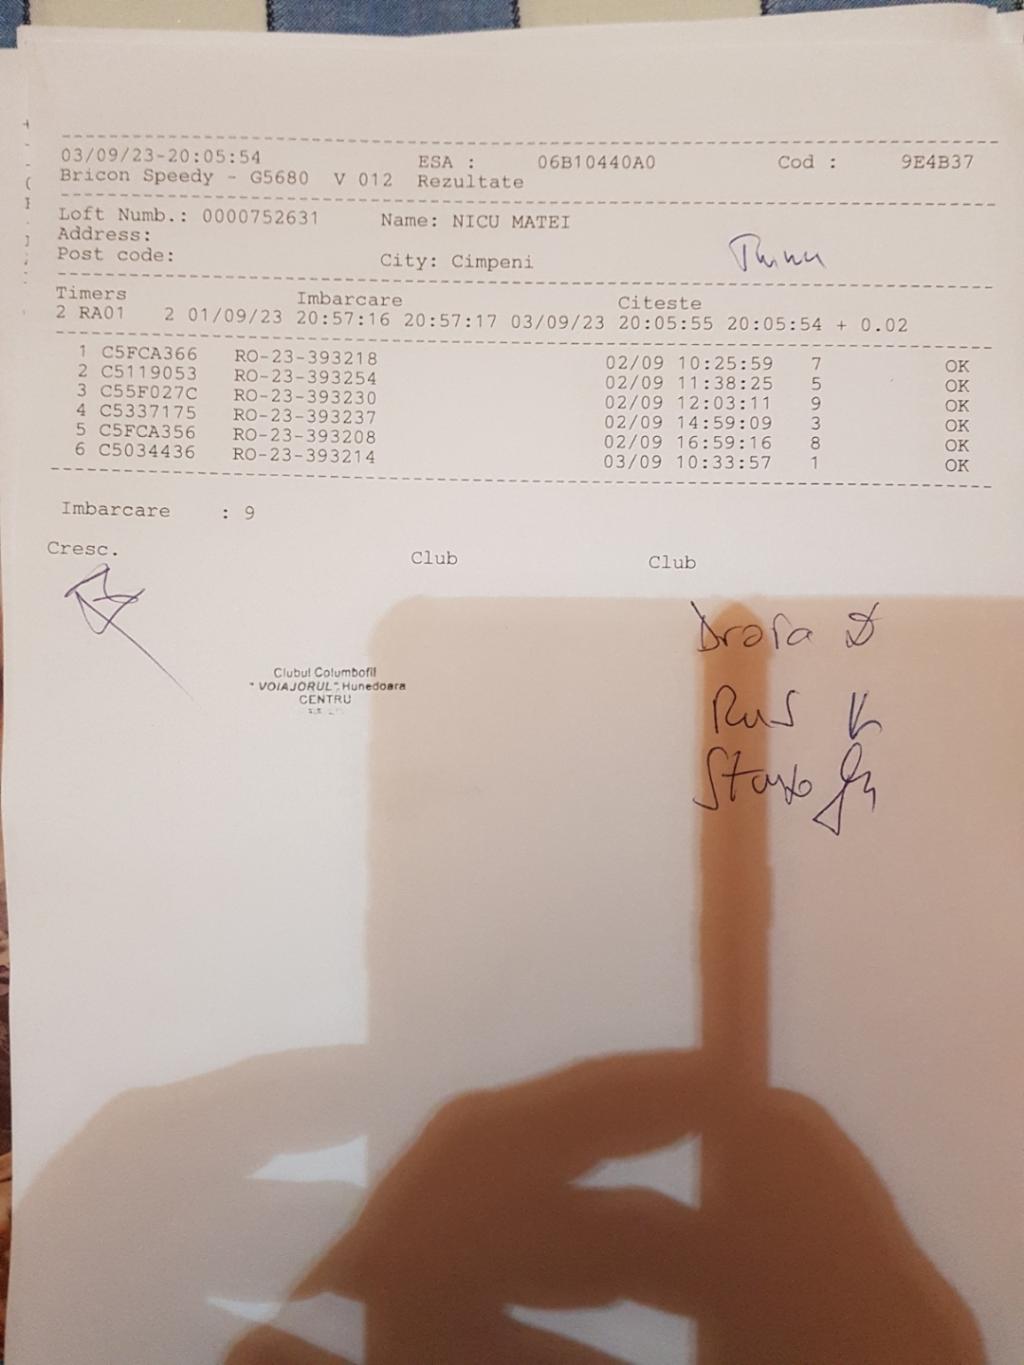 03/09/23-20:05:54 ESA : 06B10440A0 Cod : 9E4B37
Bricon Speedy - G5680 V 012 Rezultate
Loft Numb.: 0000752631 Name: NICU MATEI
Address:
Post code: City: Cimpeni
Timers Imbarcare Citeste
2 RA01 2 01/09/23 20:57:16 20:57:17 03/09/23 20:05:55 20:05:54 + 0.02
1 C5FCA366 RO-23-393218 02/09 10:25:59 7 OK
2 C5119053 RO-23-393254 02/09 11:38:25 5 OK
3 C55F027C RO-23-393230 02/09 12:03:11 9 OK
4 C5337175 RO-23-393237 02/09 14:59:09 3 OK
5 C5FCA356 RO-23-393208 02/09 16:59:16 8 OK
6 C5034436 RO-23-393214 03/09 10:33:57 1 OK
Imbarcare : 9
Cresc. Club Club
Clubul Columbofil
"VOIAJORUL" Hunedoara
CENTRU
Rus